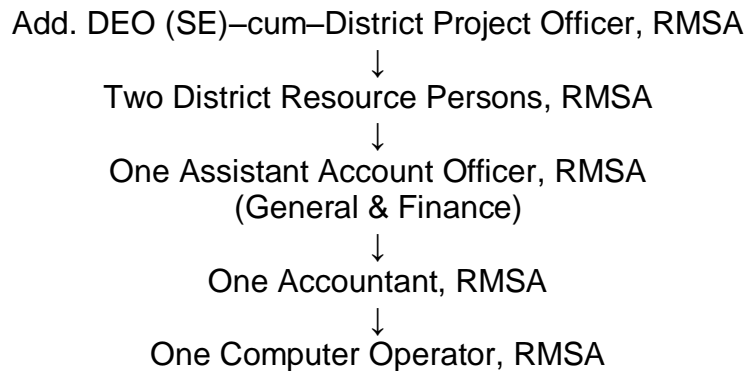 Add. DEO (SE)–cum–District Project Officer, RMSA
↓
Two District Resource Persons, RMSA
↓
One Assistant Account Officer, RMSA
(General & Finance)
↓
One Accountant, RMSA
↓
One Computer Operator, RMSA